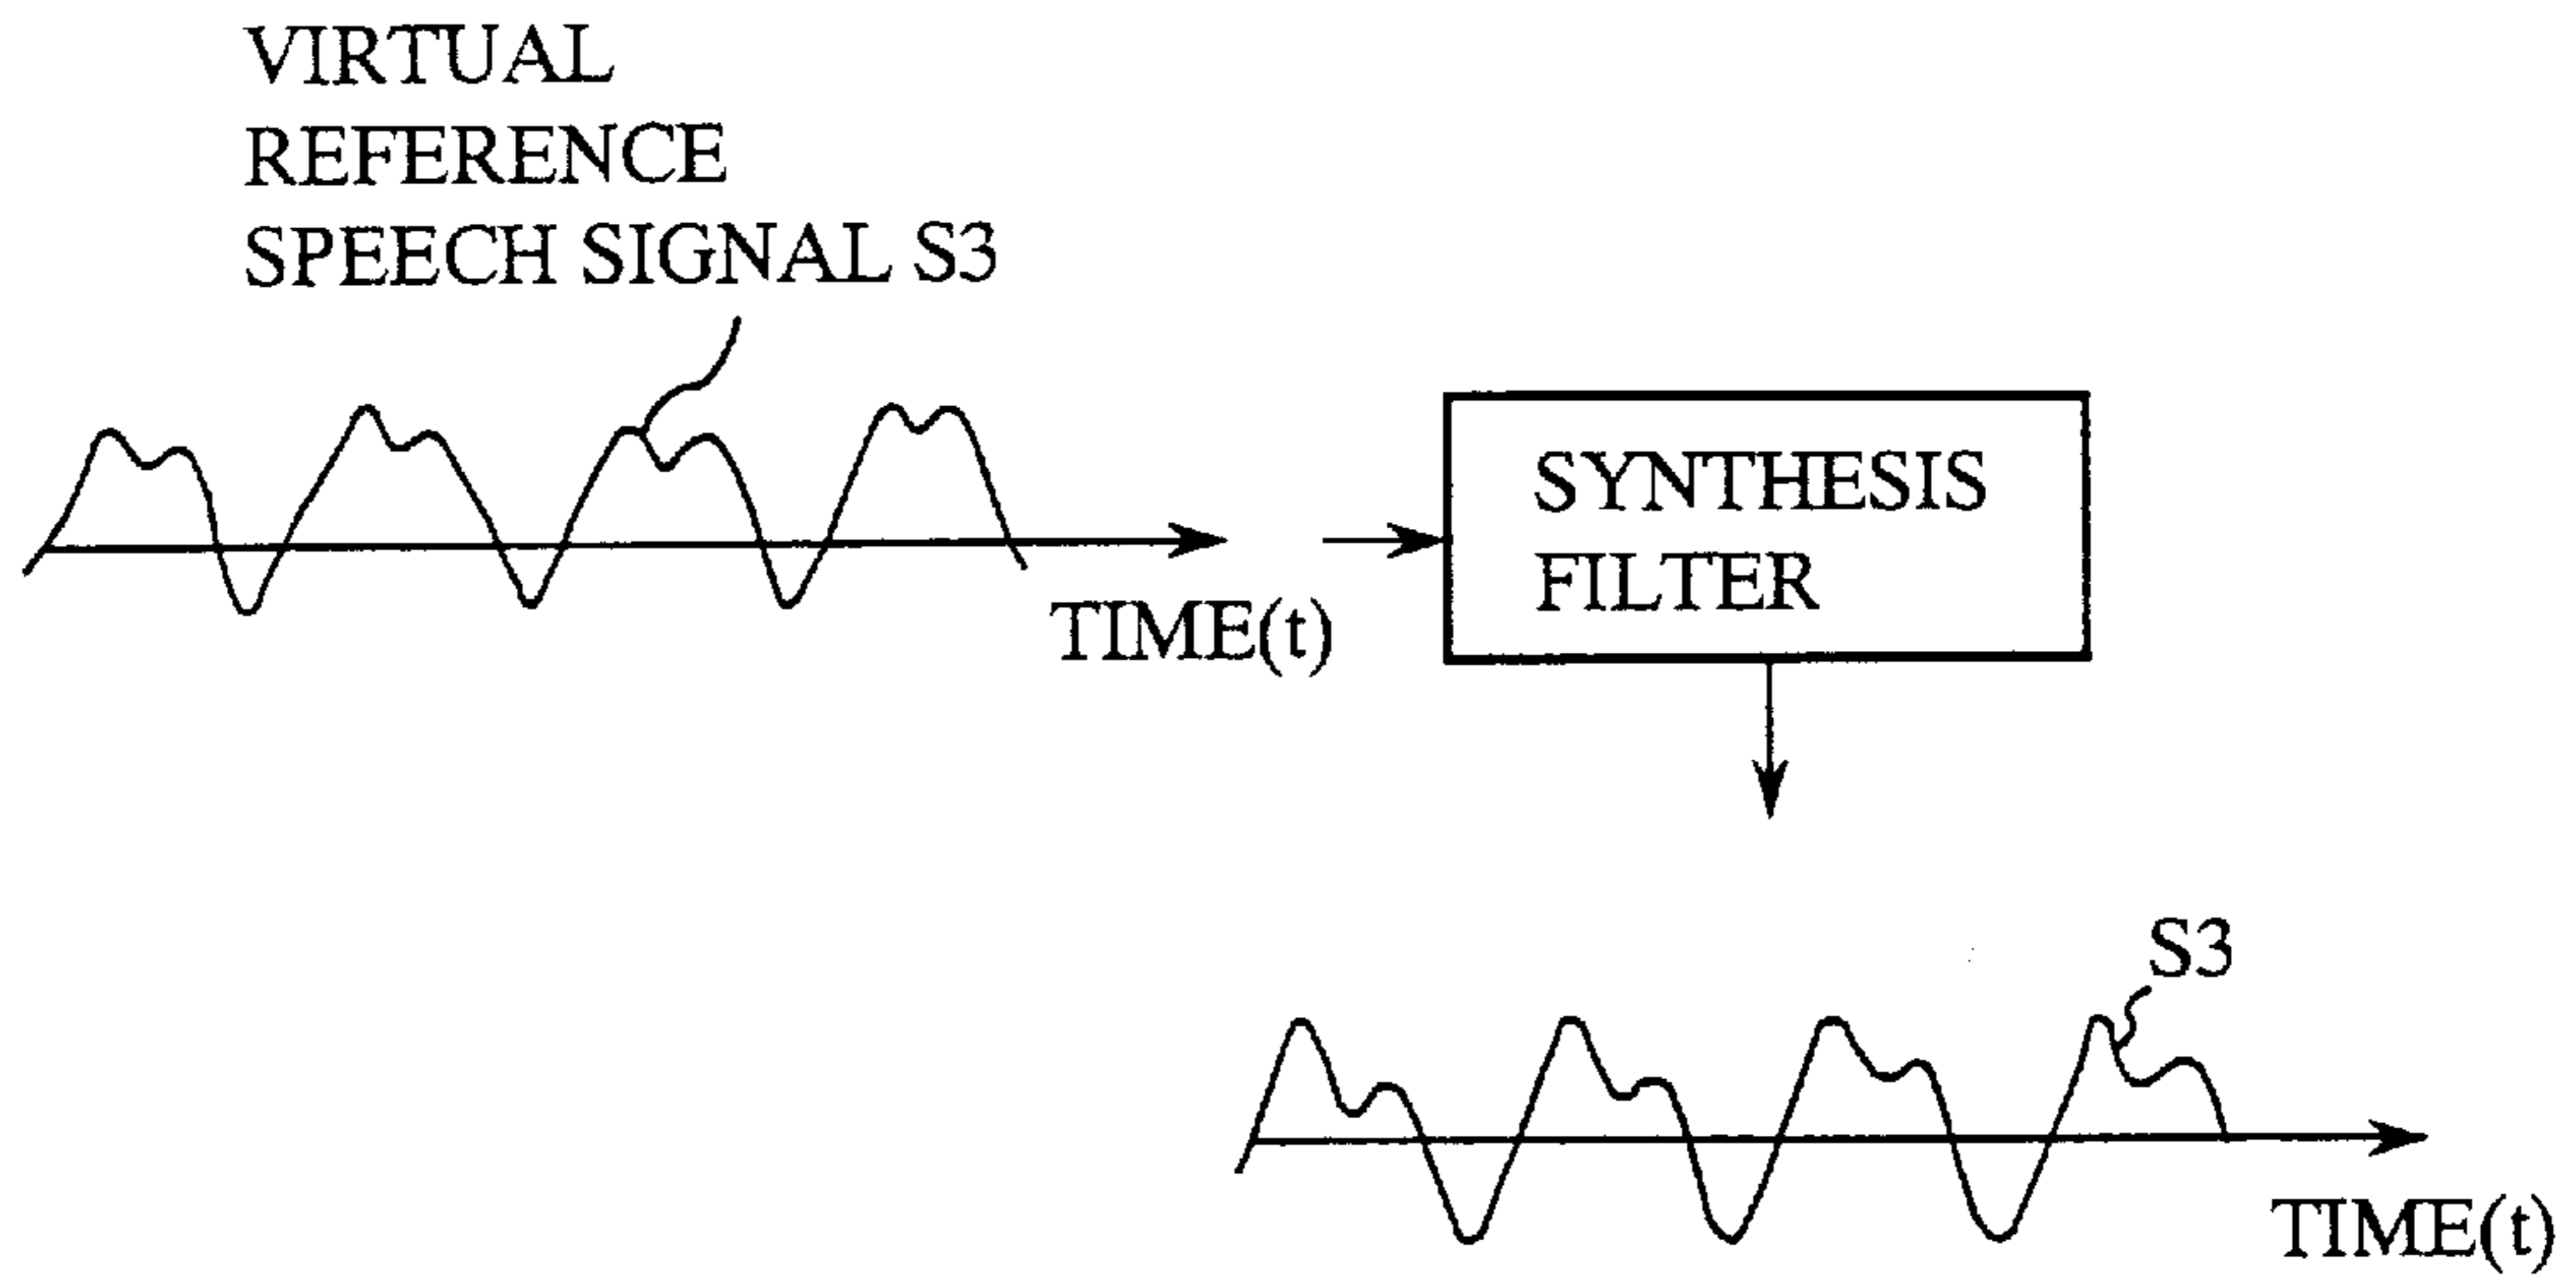 VIRTUAL
REFERENCE
SPEECH SIGNAL S3
TIME(t)
SYNTHESIS
FILTER
S3
TIME(t)